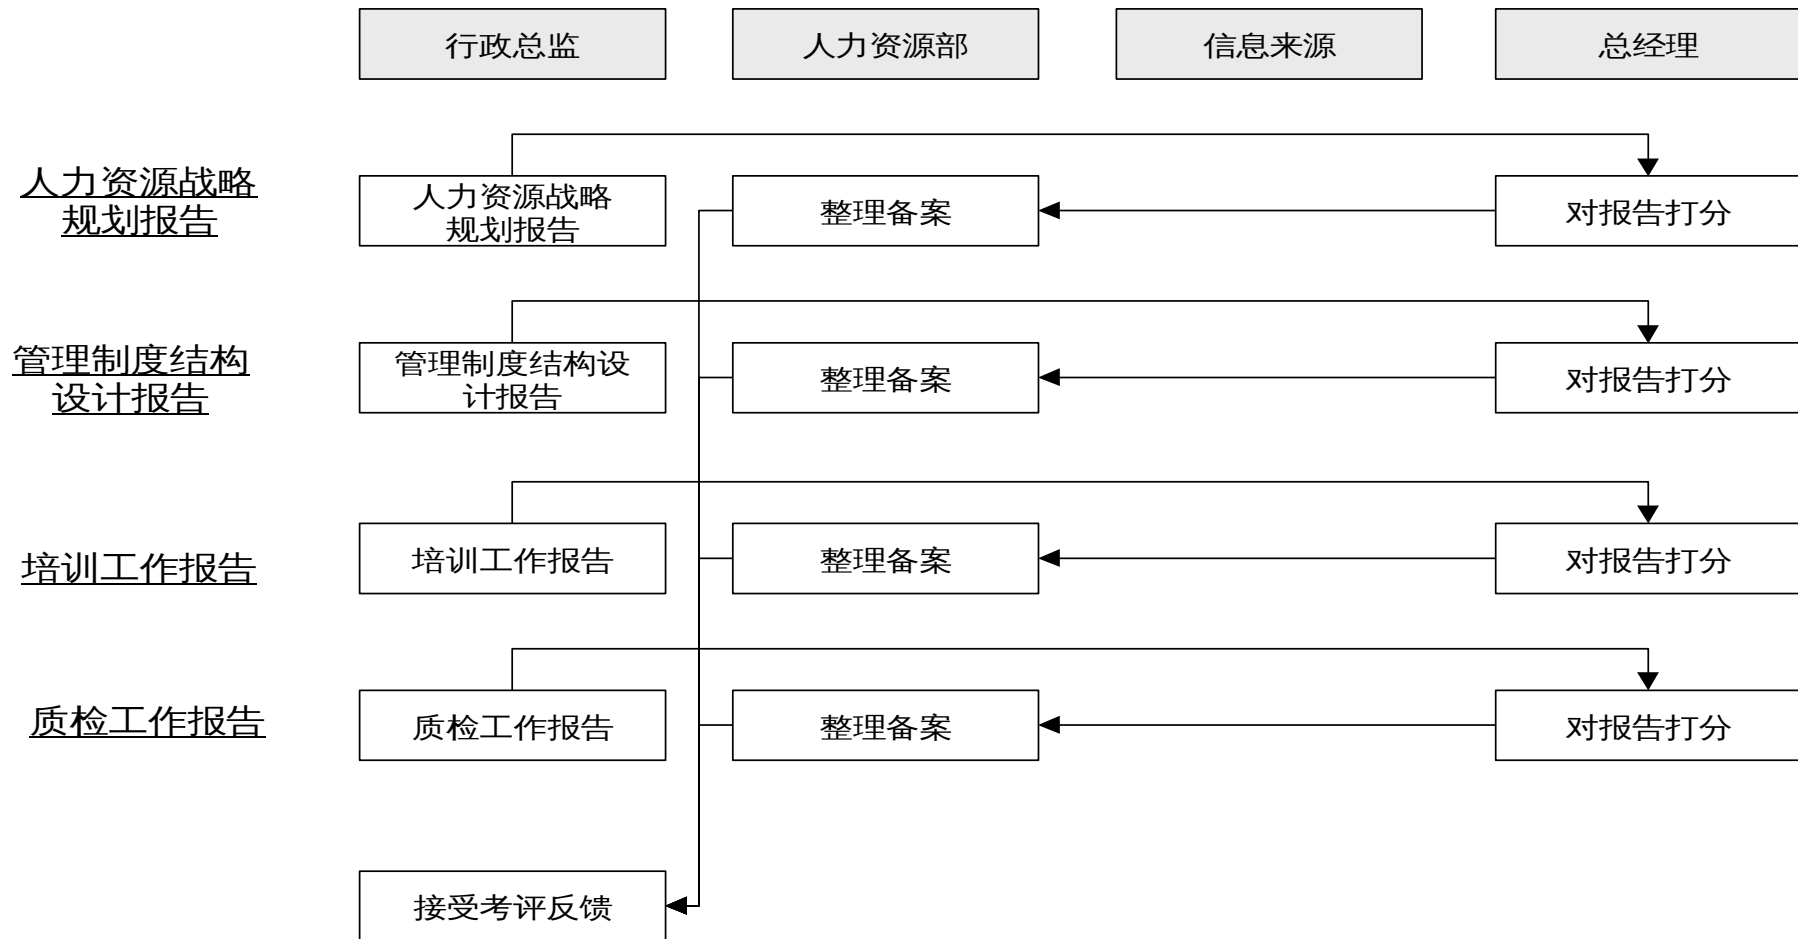 行政总监
人力资源部
信息来源
总经理
人力资源战略
规划报告
人力资源战略
规划报告
整理备案
对报告打分
管理制度结构
设计报告
管理制度结构设
计报告
整理备案
对报告打分
培训工作报告
培训工作报告
整理备案
对报告打分
质检工作报告
质检工作报告
整理备案
对报告打分
接受考评反馈